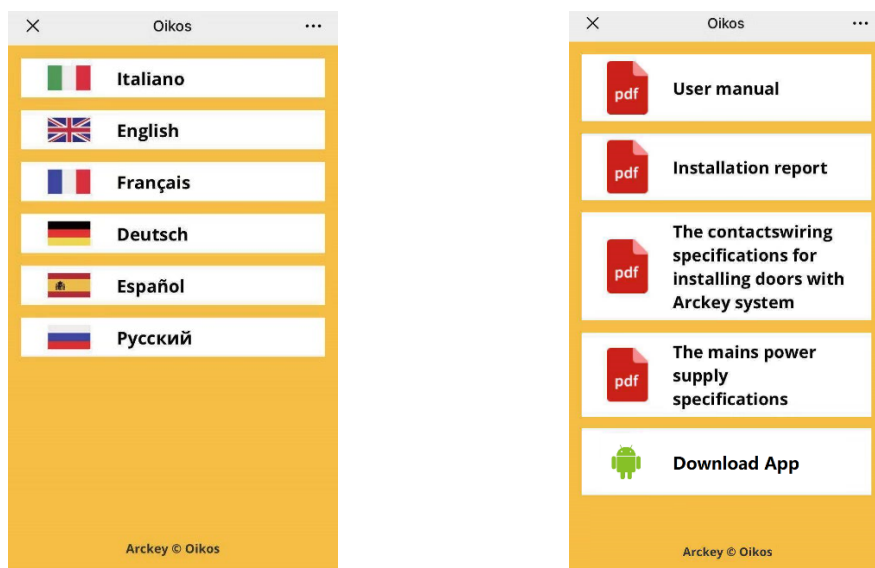 Oikos
Italiano
English
Français
Deutsch
Español
Русский
Arckey © Oikos
Oikos
pdf
User manual
pdf
Installation report
pdf
The contactswiring
specifications for
installing doors with
Arckey system
pdf
The mains power
supply
specifications
Download App
Arckey © Oikos